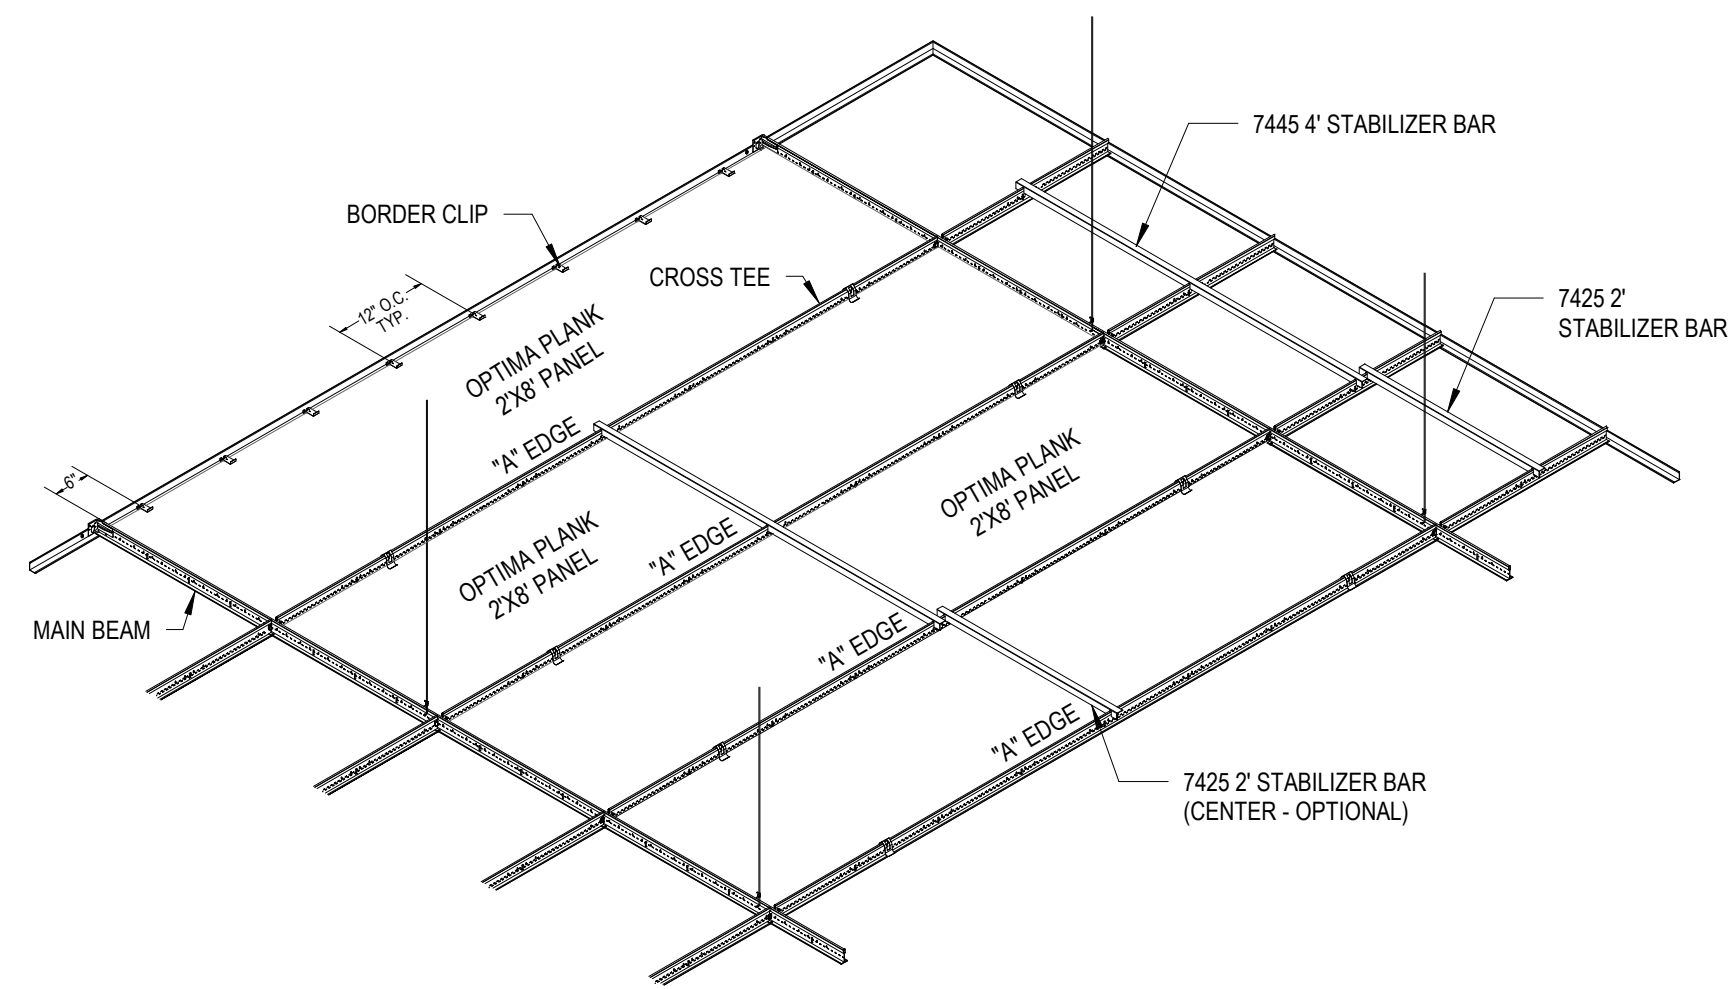 7445 4' STABILIZER BAR
BORDER CLIP
CROSS TEE
7425 2'
STABILIZER BAR
12" O.C.
TYP.
OPTIMA PLANK
2'X8' PANEL
"A" EDGE
6"
OPTIMA PLANK
2'X8' PANEL
OPTIMA PLANK
2'X8' PANEL
"A" EDGE
MAIN BEAM
"A" EDGE
"A" EDGE
7425 2' STABILIZER BAR
(CENTER - OPTIONAL)